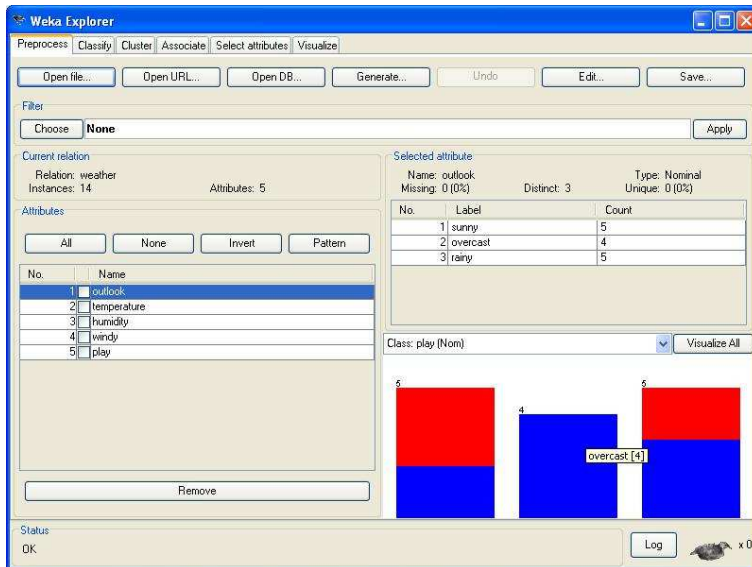 Weka Explorer
Preprocess Classify Cluster Associate Select attributes Visualize
Open file... Open URL... Open DB... Generate... Undo Edit... Save...
Filter
Choose None Apply
Current relation
Relation: weather
Instances: 14 Attributes: 5
Attributes
All None Invert Pattern
No. Name
1 outlook
2 temperature
3 humidity
4 windy
5 play
Remove
Selected attribute
Name: outlook Type: Nominal
Missing: 0 (0%) Distinct: 3 Unique: 0 (0%)
No. Label Count
1 sunny 5
2 overcast 4
3 rainy 5
Class: play (Nom) Visualize All
5 4 5
overcast [4]
Status
OK
Log x 0